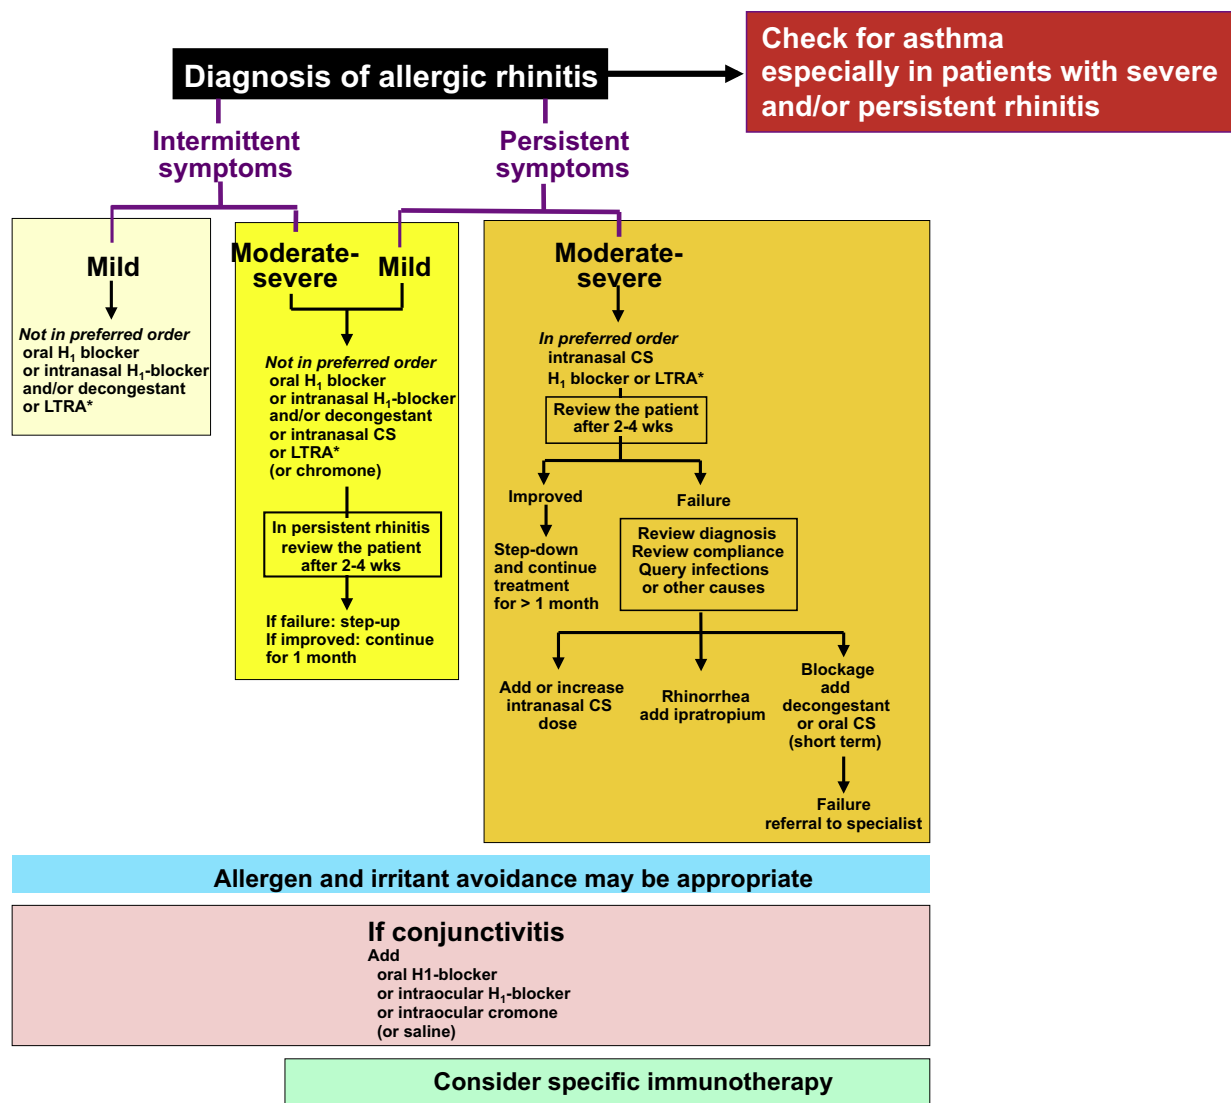 Diagnosis of allergic rhinitis
Check for asthma
especially in patients with severe
and/or persistent rhinitis
Intermittent
symptoms
Persistent
symptoms
Mild
Not in preferred order
oral H₁ blocker
or intranasal H₁-blocker
and/or decongestant
or LTRA*
Moderate-
severe
Mild
Not in preferred order
oral H₁ blocker
or intranasal H₁-blocker
and/or decongestant
or intranasal CS
or LTRA*
(or chromone)
In persistent rhinitis
review the patient
after 2-4 wks
If failure: step-up
If improved: continue
for 1 month
Moderate-
severe
In preferred order
intranasal CS
H₁ blocker or LTRA*
Review the patient
after 2-4 wks
Improved
Step-down
and continue
treatment
for > 1 month
Failure
Review diagnosis
Review compliance
Query infections
or other causes
Add or increase
intranasal CS
dose
Rhinorrhea
add ipratropium
Blockage
add
decongestant
or oral CS
(short term)
Failure
referral to specialist
Allergen and irritant avoidance may be appropriate
If conjunctivitis
Add
oral H1-blocker
or intraocular H₁-blocker
or intraocular cromone
(or saline)
Consider specific immunotherapy